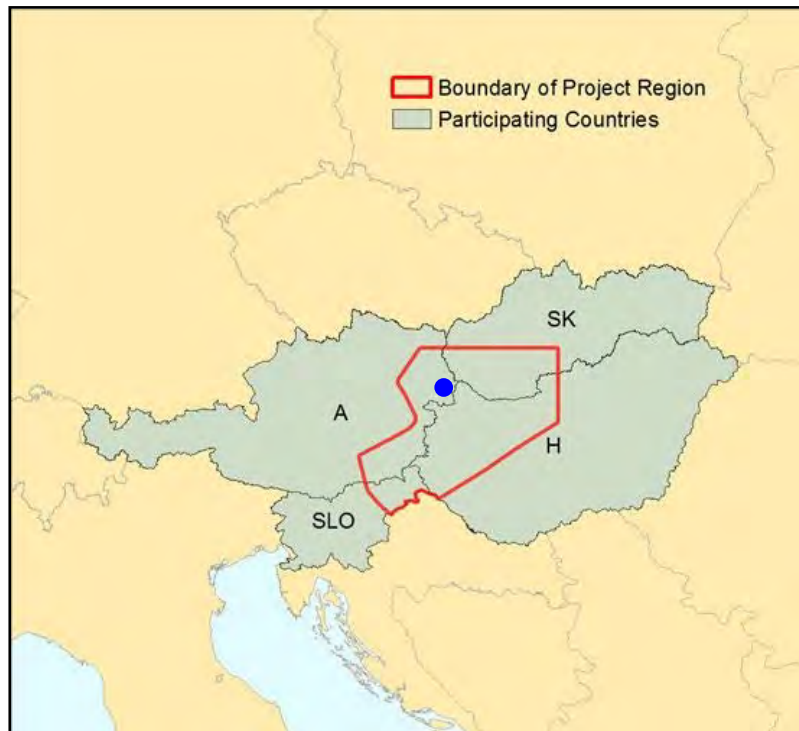 Boundary of Project Region
Participating Countries
SK
A
H
SLO